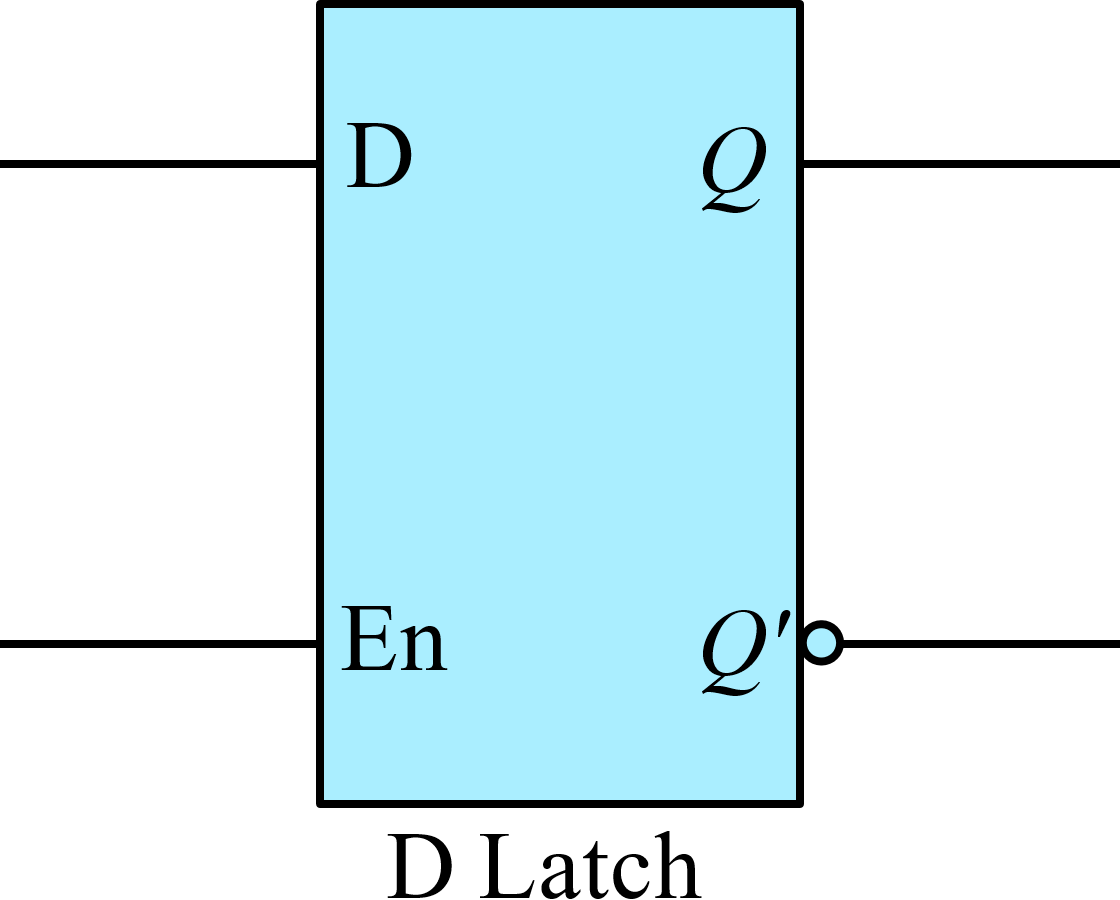 D Q
En Q′
D Latch